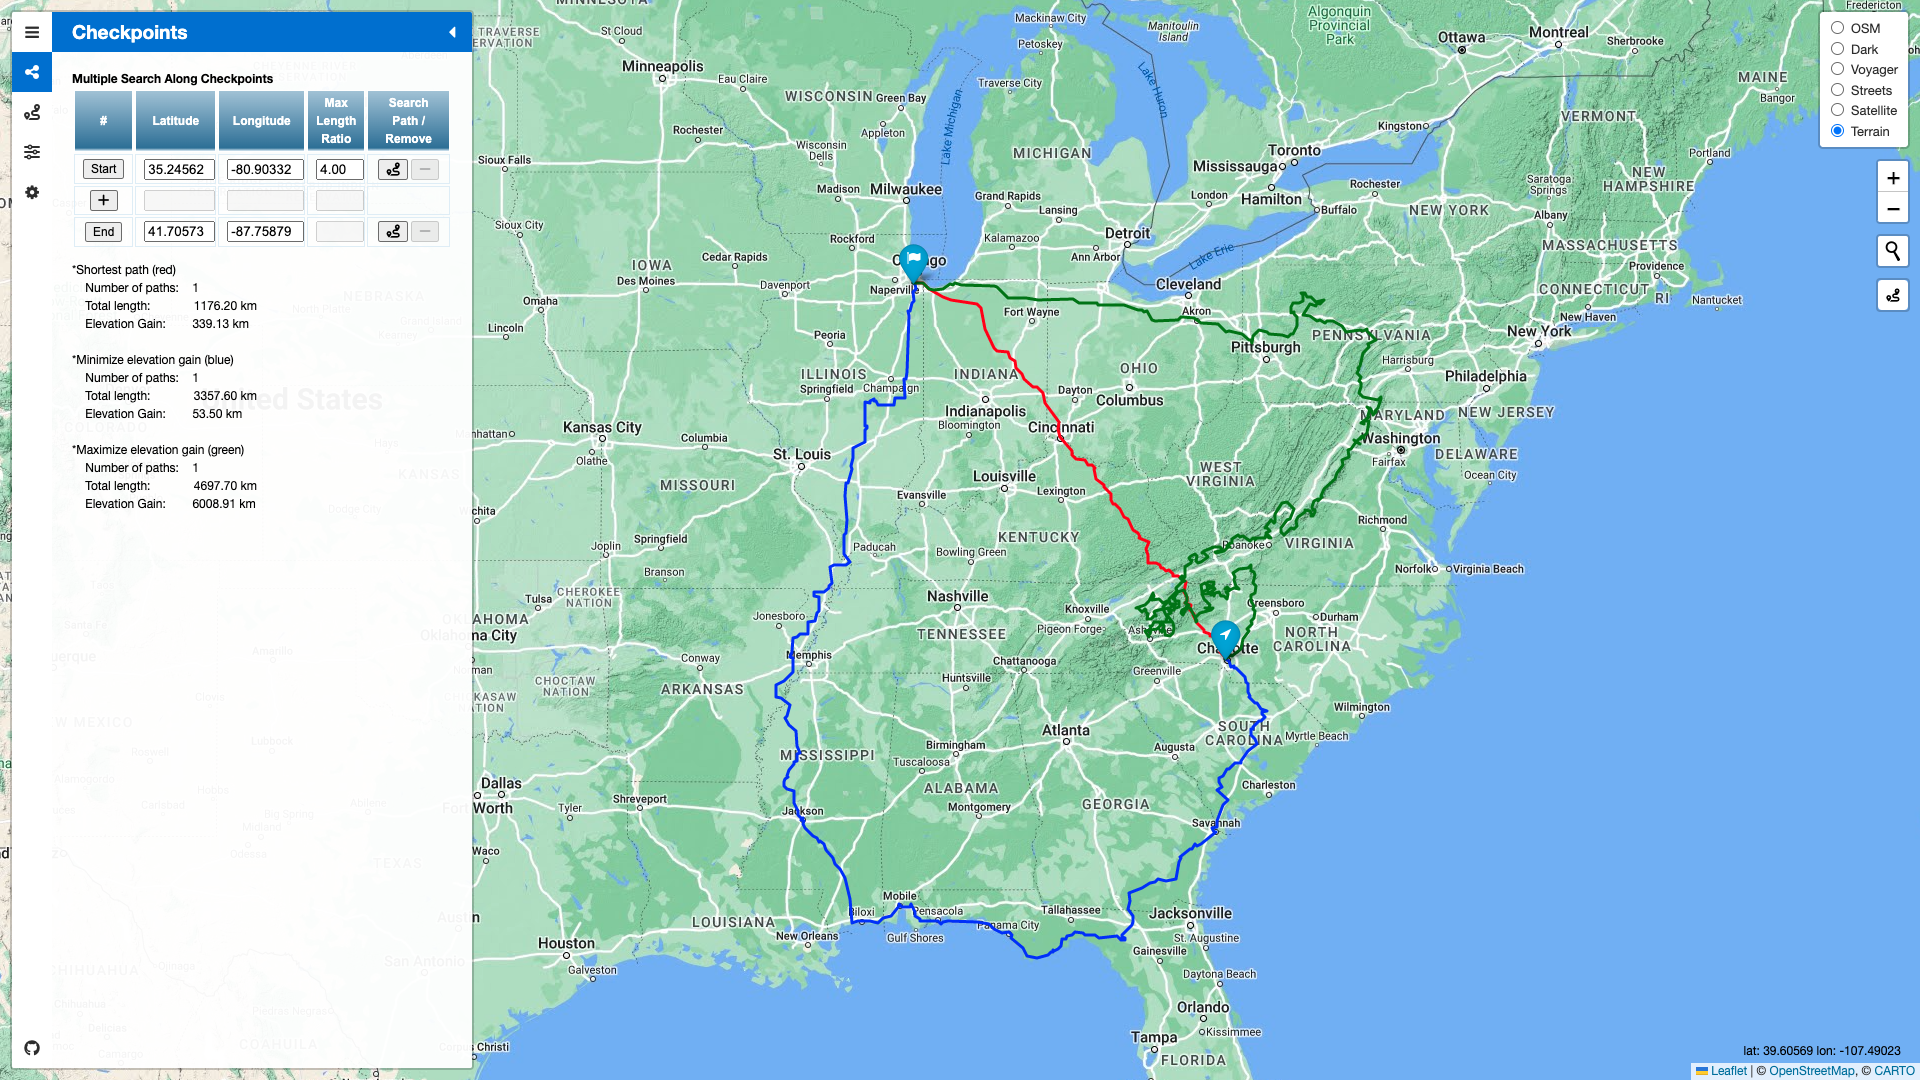 Checkpoints
Multiple Search Along Checkpoints
# Latitude Longitude Max Length Ratio Search Path / Remove
Start 35.24562 -80.90332 4.00
+
End 41.70573 -87.75879
*Shortest path (red)
Number of paths: 1
Total length: 1176.20 km
Elevation Gain: 339.13 km
*Minimize elevation gain (blue)
Number of paths: 1
Total length: 3357.60 km
Elevation Gain: 53.50 km
*Maximize elevation gain (green)
Number of paths: 1
Total length: 4697.70 km
Elevation Gain: 6008.91 km
OSM
Dark
Voyager
Streets
Satellite
Terrain
+
−
Mackinaw City
Manitoulin Island
Algonquin Provincial Park
Ottawa
Montreal
Sherbrooke
Fredericton
St Cloud
Petoskey
Minneapolis
Eau Claire
Traverse City
Lake Huron
MAINE
Bangor
WISCONSIN
Green Bay
Lake Michigan
VERMONT
Rochester
Appleton
Kingston
Toronto
Portland
Wisconsin Dells
MICHIGAN
Mississauga
Sioux Falls
Madison
Milwaukee
Grand Rapids
London
Hamilton
Rochester
Saratoga Springs
NEW HAMPSHIRE
Lansing
Buffalo
NEW YORK
Albany
Sioux City
Rockford
Kalamazoo
Detroit
MASSACHUSETTS
Ann Arbor
Lake Erie
Providence
IOWA
Cedar Rapids
Des Moines
Davenport
Naperville
Cleveland
CONNECTICUT
RI
Nantucket
Omaha
Akron
Fort Wayne
New Haven
New York
Lincoln
Peoria
Pittsburgh
PENNSYLVANIA
Harrisburg
Philadelphia
ILLINOIS
INDIANA
OHIO
Springfield
Champaign
Dayton
Columbus
Indianapolis
MARYLAND
NEW JERSEY
Kansas City
Columbia
Bloomington
Cincinnati
Washington
Olathe
St. Louis
WEST VIRGINIA
Fairfax
DELAWARE
Ocean City
MISSOURI
Louisville
Evansville
Lexington
Richmond
Joplin
Springfield
KENTUCKY
Paducah
Bowling Green
Roanoke
VIRGINIA
Branson
Norfolk
Virginia Beach
CHEROKEE NATION
Tulsa
Nashville
Knoxville
Greensboro
Durham
Jonesboro
OKLAHOMA
Oklahoma City
TENNESSEE
Pigeon Forge
NORTH CAROLINA
Memphis
Conway
Chattanooga
Charlotte
Greenville
CHOCTAW NATION
ARKANSAS
Huntsville
Wilmington
Atlanta
SOUTH CAROLINA
Myrtle Beach
Birmingham
Augusta
MISSISSIPPI
Tuscaloosa
ALABAMA
Charleston
Dallas
Fort Worth
Shreveport
Tyler
Montgomery
GEORGIA
Jackson
Savannah
Waco
Mobile
Biloxi
Pensacola
Tallahassee
Jacksonville
LOUISIANA
New Orleans
Gulf Shores
Panama City
St. Augustine
Houston
Gainesville
Galveston
Daytona Beach
Orlando
Kissimmee
Tampa
FLORIDA
lat: 39.60569 lon: -107.49023
Leaflet | © OpenStreetMap, © CARTO